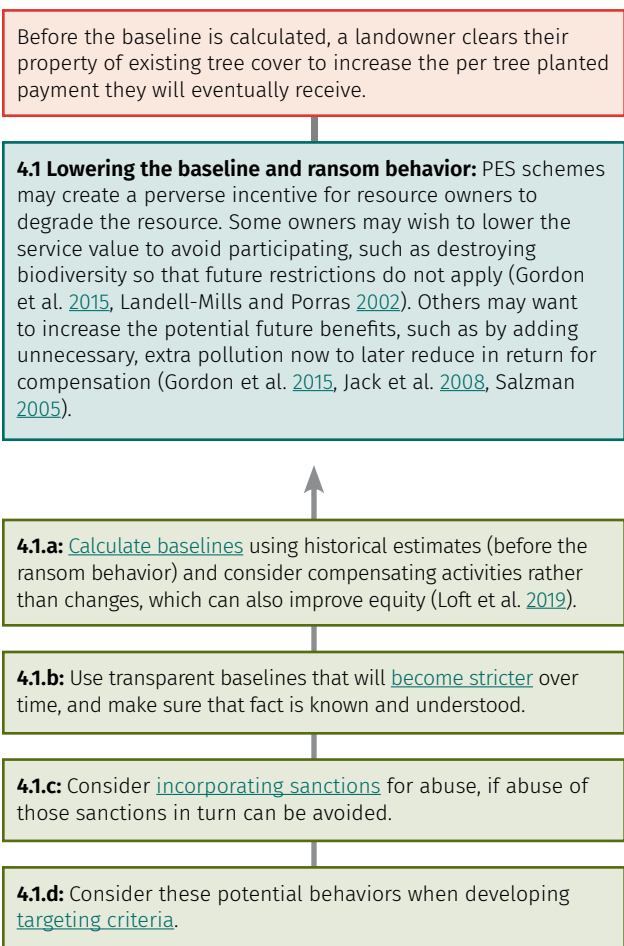 Before the baseline is calculated, a landowner clears their
property of existing tree cover to increase the per tree planted
payment they will eventually receive.
4.1 Lowering the baseline and ransom behavior: PES schemes
may create a perverse incentive for resource owners to
degrade the resource. Some owners may wish to lower the
service value to avoid participating, such as destroying
biodiversity so that future restrictions do not apply (Gordon
et al. 2015, Landell-Mills and Porras 2002). Others may want
to increase the potential future benefits, such as by adding
unnecessary, extra pollution now to later reduce in return for
compensation (Gordon et al. 2015, Jack et al. 2008, Salzman
2005).
4.1.a: Calculate baselines using historical estimates (before the
ransom behavior) and consider compensating activities rather
than changes, which can also improve equity (Loft et al. 2019).
4.1.b: Use transparent baselines that will become stricter over
time, and make sure that fact is known and understood.
4.1.c: Consider incorporating sanctions for abuse, if abuse of
those sanctions in turn can be avoided.
4.1.d: Consider these potential behaviors when developing
targeting criteria.